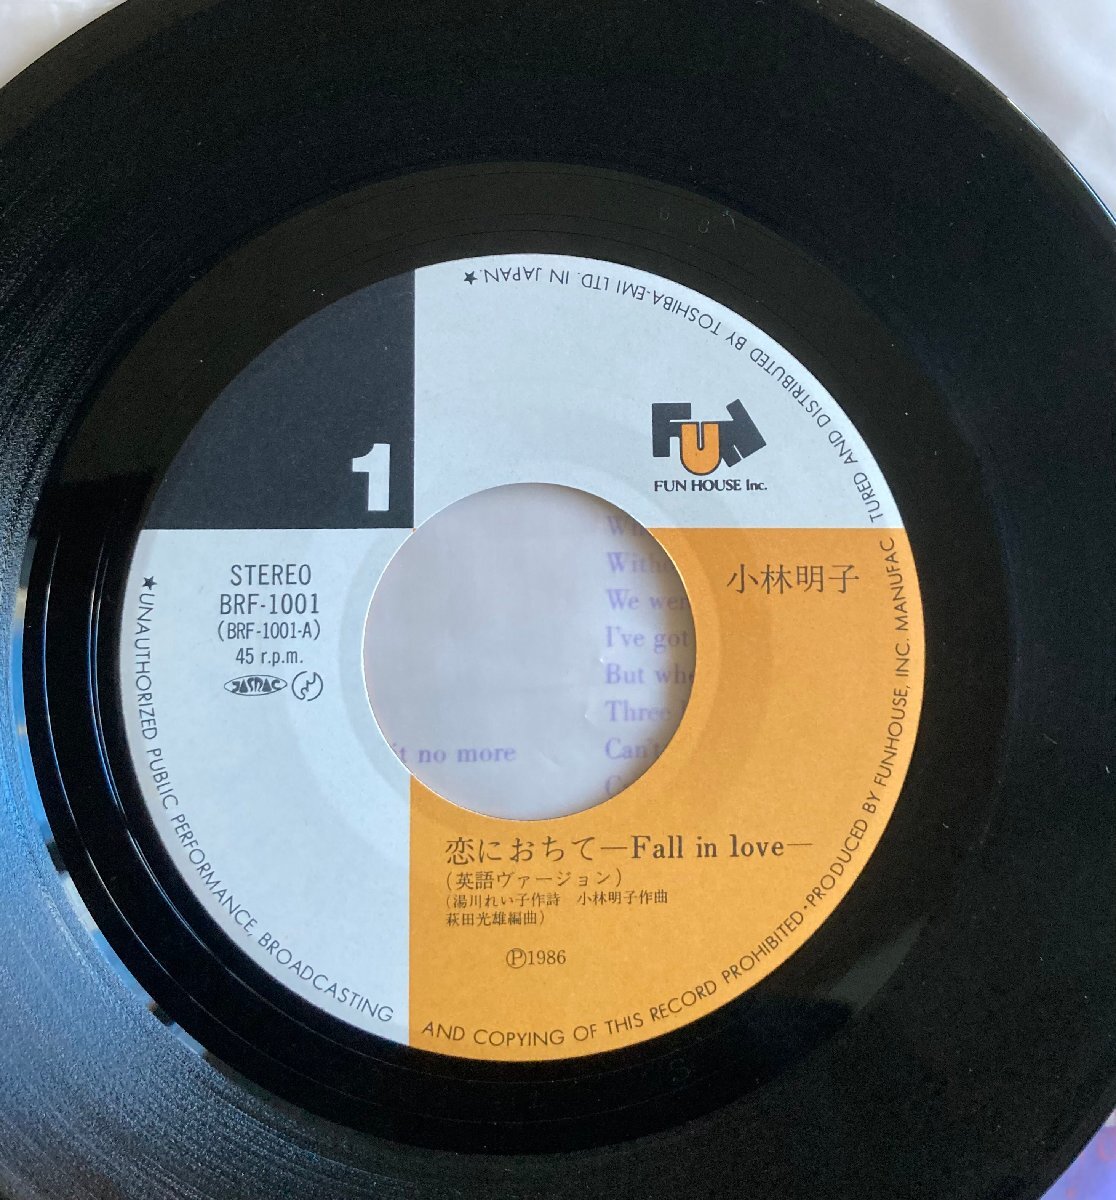 1
FUN
FUN HOUSE Inc.
STEREO
BRF-1001
(BRF-1001-A)
45 r.p.m.
JASRAC
小林明子
恋におちて—Fall in love—
(英語ヴァージョン)
(湯川れい子作詩 小林明子作曲
萩田光雄編曲)
Ⓟ1986
★UNAUTHORIZED PUBLIC PERFORMANCE, BROADCASTING AND COPYING OF THIS RECORD PROHIBITED・PRODUCED BY FUNHOUSE, INC. MANUFACTURED AND DISTRIBUTED BY TOSHIBA-EMI LTD. IN JAPAN.★
We
I've got
But
Three
Can't
no more